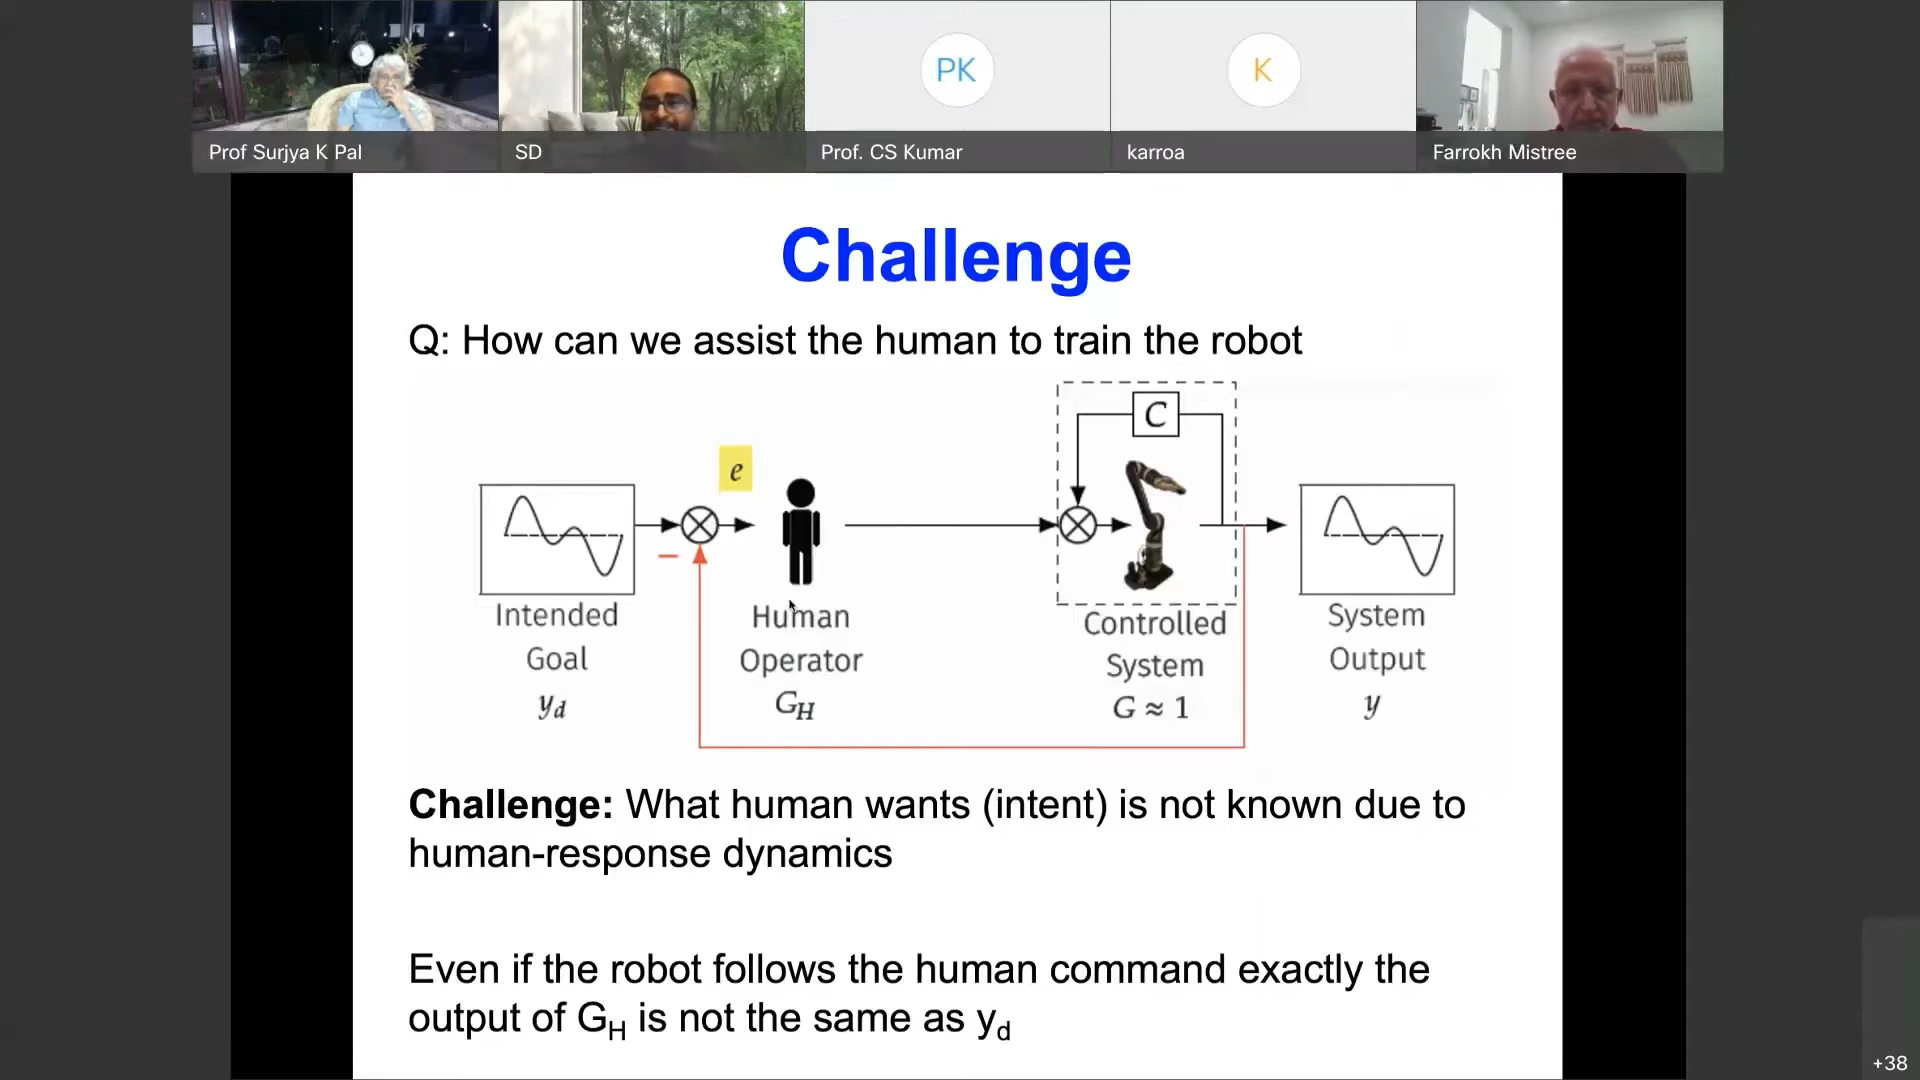 PK
K
Prof Surjya K Pal
SD
Prof. CS Kumar
karroa
Farrokh Mistree
Challenge
Q: How can we assist the human to train the robot
C
e
Intended
Goal
yd
Human
Operator
GH
Controlled
System
G ≈ 1
System
Output
y
Challenge: What human wants (intent) is not known due to
human-response dynamics
Even if the robot follows the human command exactly the
output of GH is not the same as yd
+38